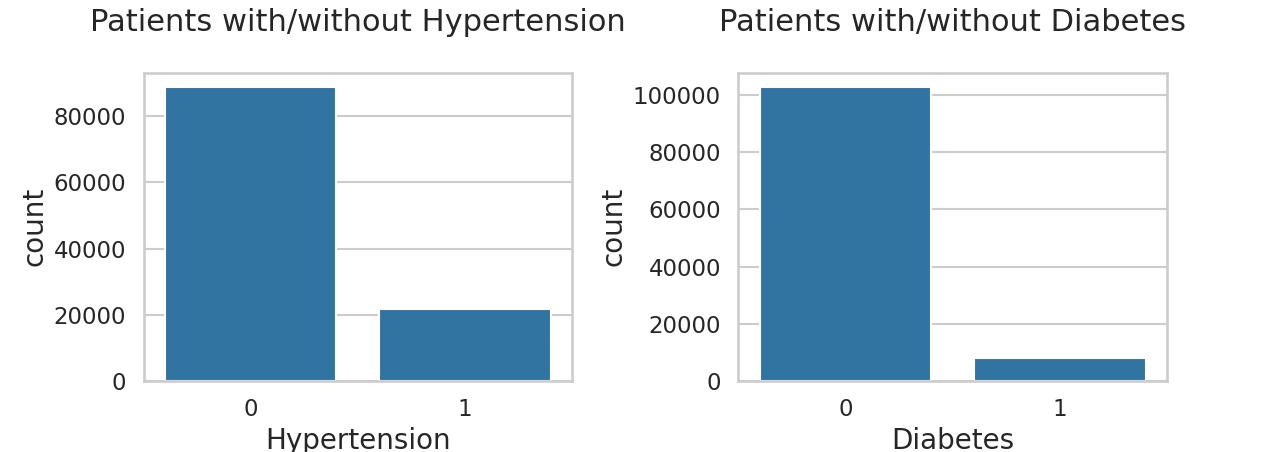 Patients with/without Hypertension
80000
60000
40000
20000
0
count
0 1
Hypertension
Patients with/without Diabetes
100000
80000
60000
40000
20000
0
count
0 1
Diabetes